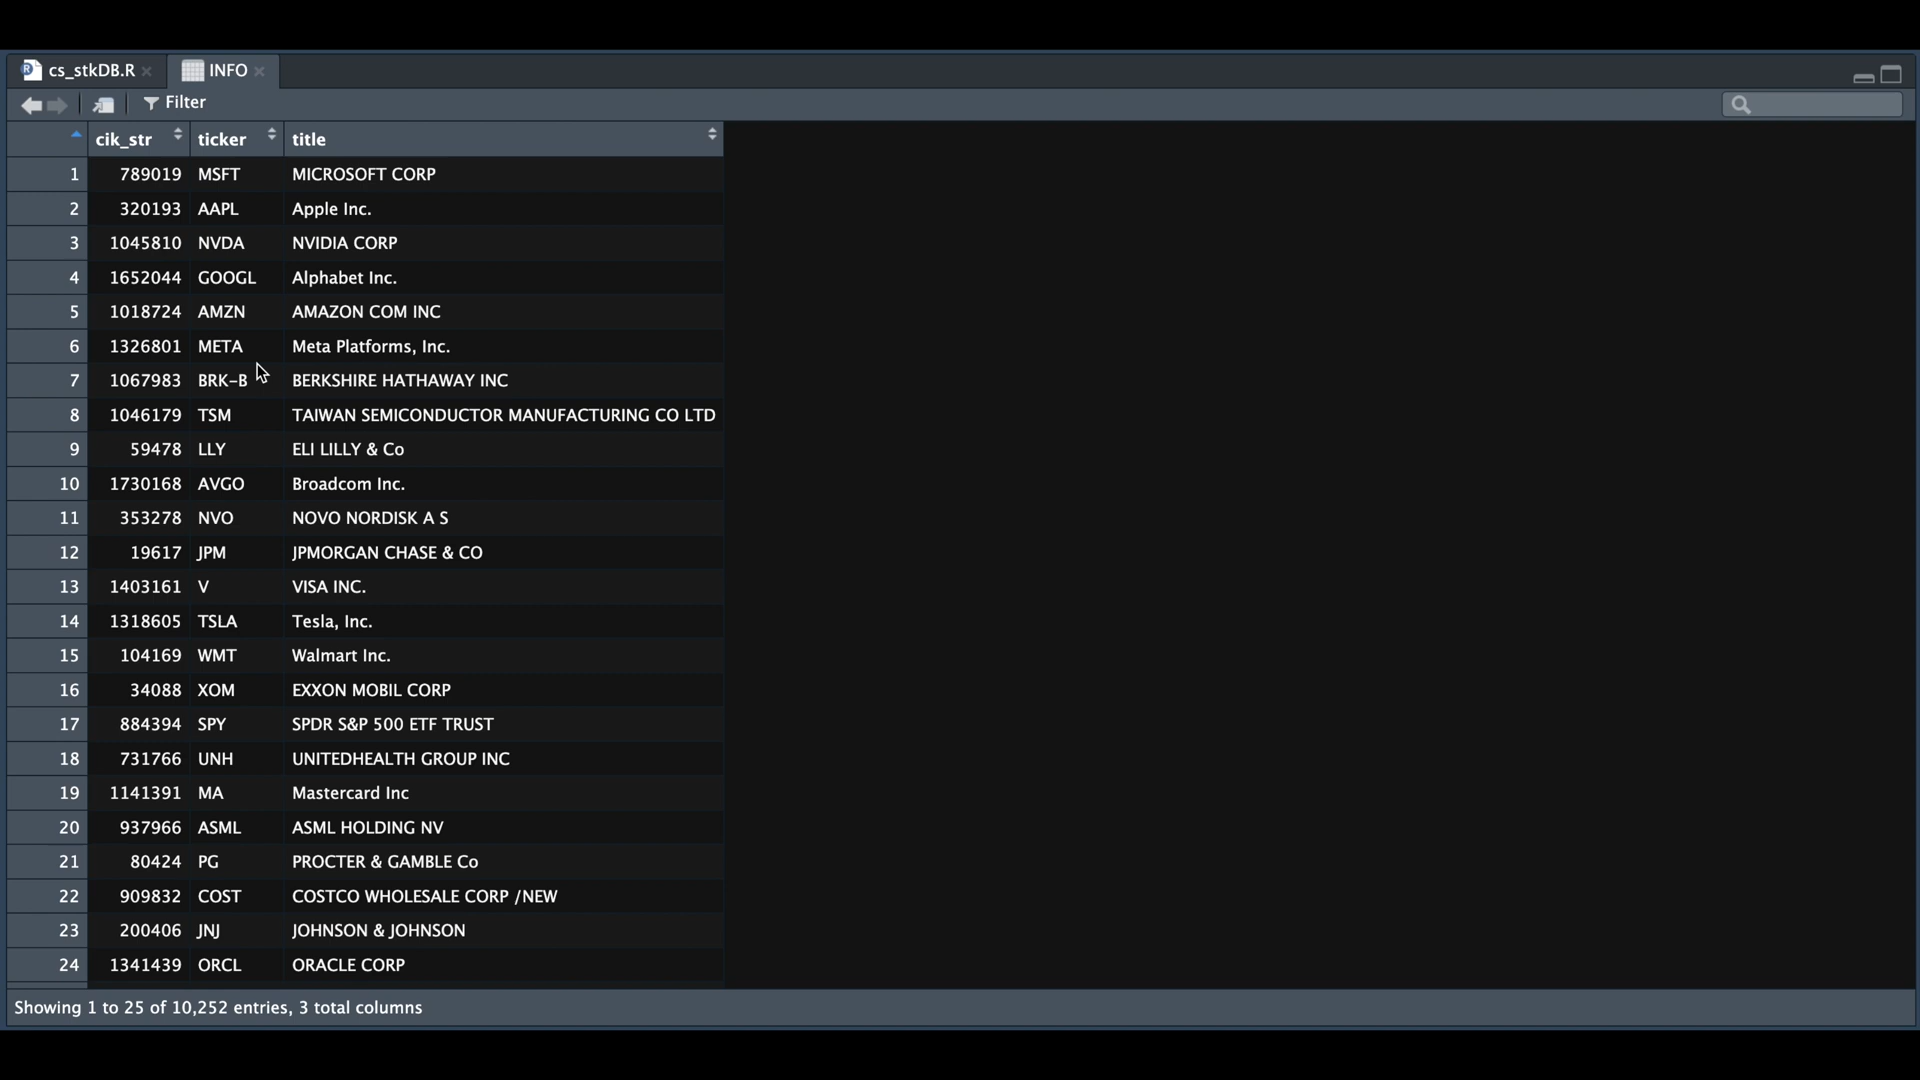 cs_stkDB.R INFO
Filter
cik_str ticker title
1 789019 MSFT MICROSOFT CORP
2 320193 AAPL Apple Inc.
3 1045810 NVDA NVIDIA CORP
4 1652044 GOOGL Alphabet Inc.
5 1018724 AMZN AMAZON COM INC
6 1326801 META Meta Platforms, Inc.
7 1067983 BRK-B BERKSHIRE HATHAWAY INC
8 1046179 TSM TAIWAN SEMICONDUCTOR MANUFACTURING CO LTD
9 59478 LLY ELI LILLY & Co
10 1730168 AVGO Broadcom Inc.
11 353278 NVO NOVO NORDISK A S
12 19617 JPM JPMORGAN CHASE & CO
13 1403161 V VISA INC.
14 1318605 TSLA Tesla, Inc.
15 104169 WMT Walmart Inc.
16 34088 XOM EXXON MOBIL CORP
17 884394 SPY SPDR S&P 500 ETF TRUST
18 731766 UNH UNITEDHEALTH GROUP INC
19 1141391 MA Mastercard Inc
20 937966 ASML ASML HOLDING NV
21 80424 PG PROCTER & GAMBLE Co
22 909832 COST COSTCO WHOLESALE CORP /NEW
23 200406 JNJ JOHNSON & JOHNSON
24 1341439 ORCL ORACLE CORP
Showing 1 to 25 of 10,252 entries, 3 total columns